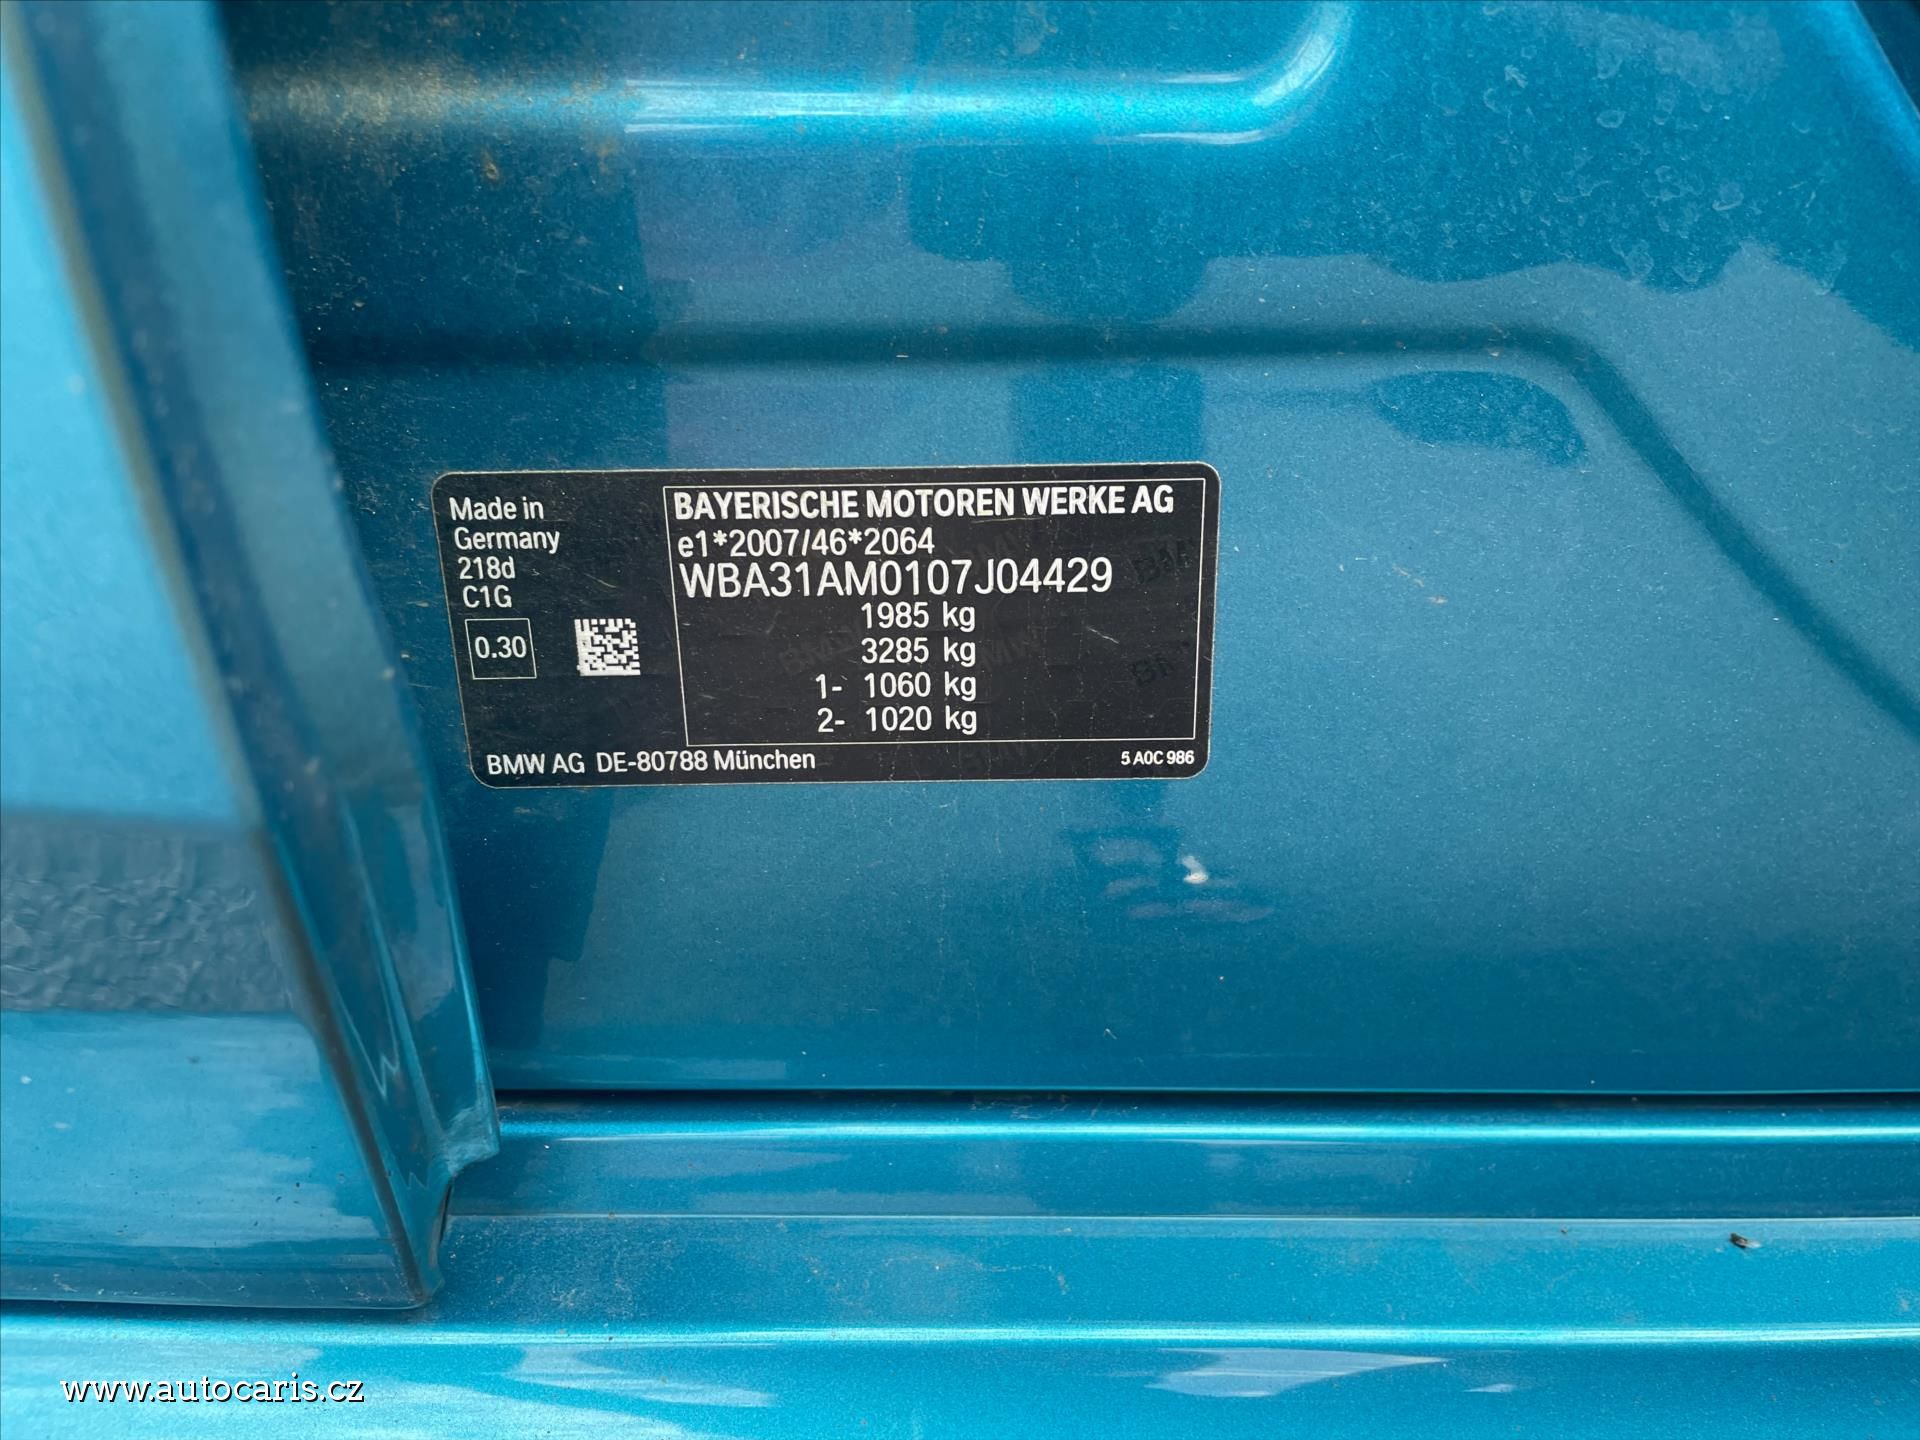 Made in
Germany
218d
C1G
0.30
BAYERISCHE MOTOREN WERKE AG
e1*2007/46*2064
WBA31AM0107J04429
1985 kg
3285 kg
1- 1060 kg
2- 1020 kg
BMW AG DE-80788 München
5 A0C 986
www.autocaris.cz